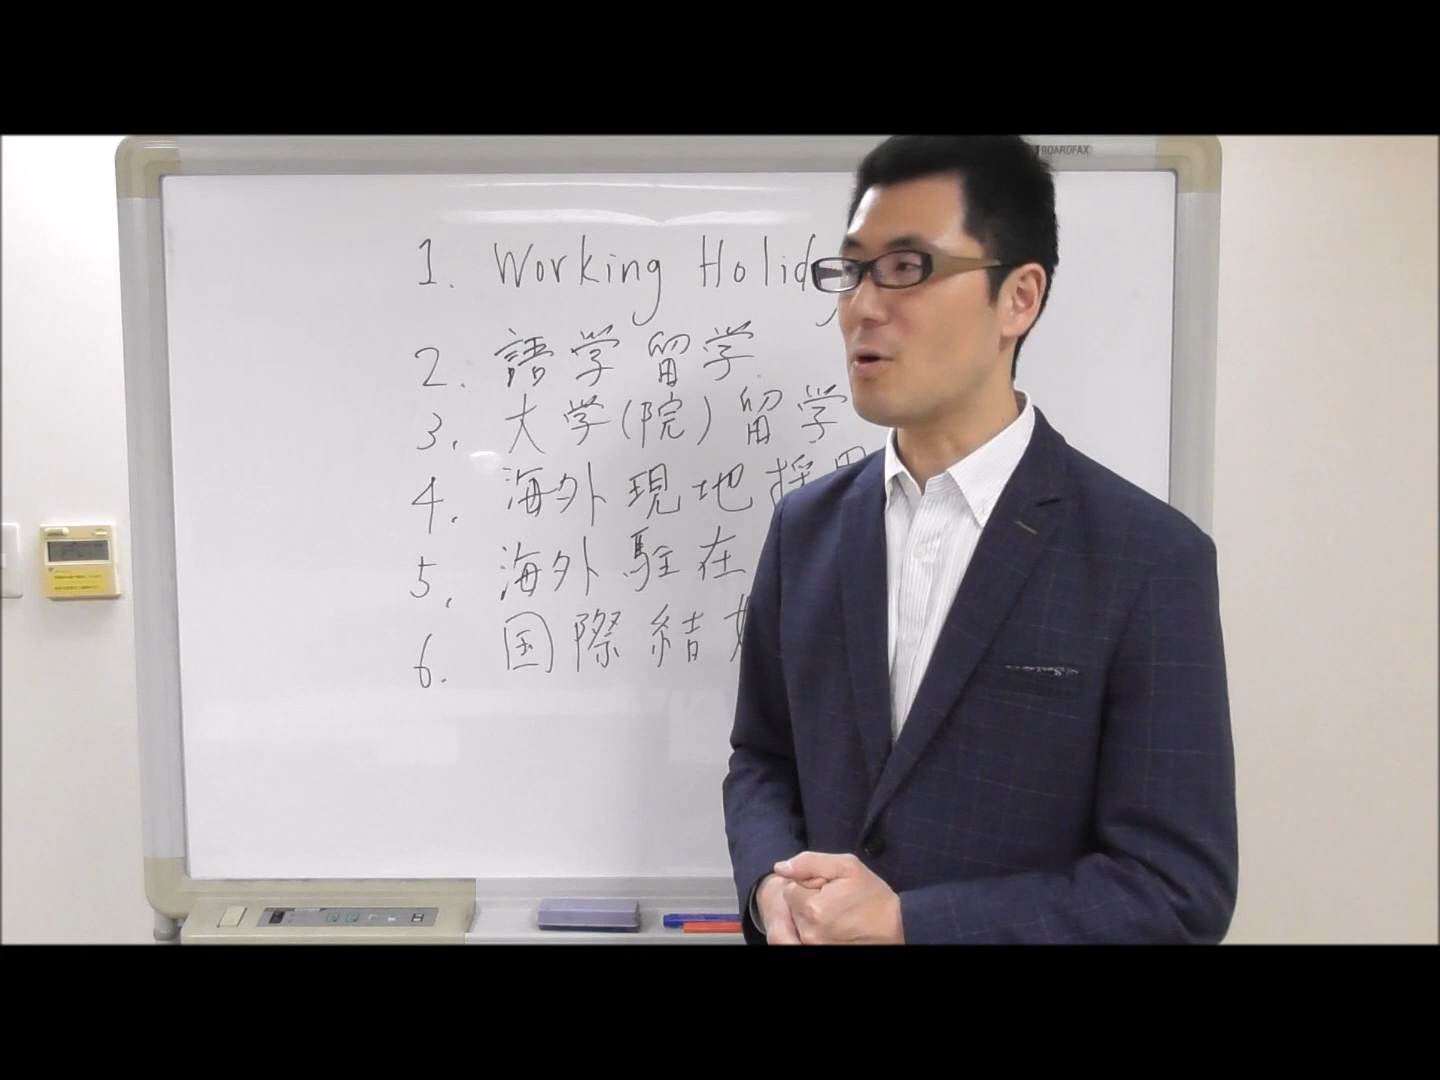 BOARDFAX
1. Working
2. 語学留学
3. 大学(院)留学
4. 海外現地採
5. 海外駐在
6. 国際結